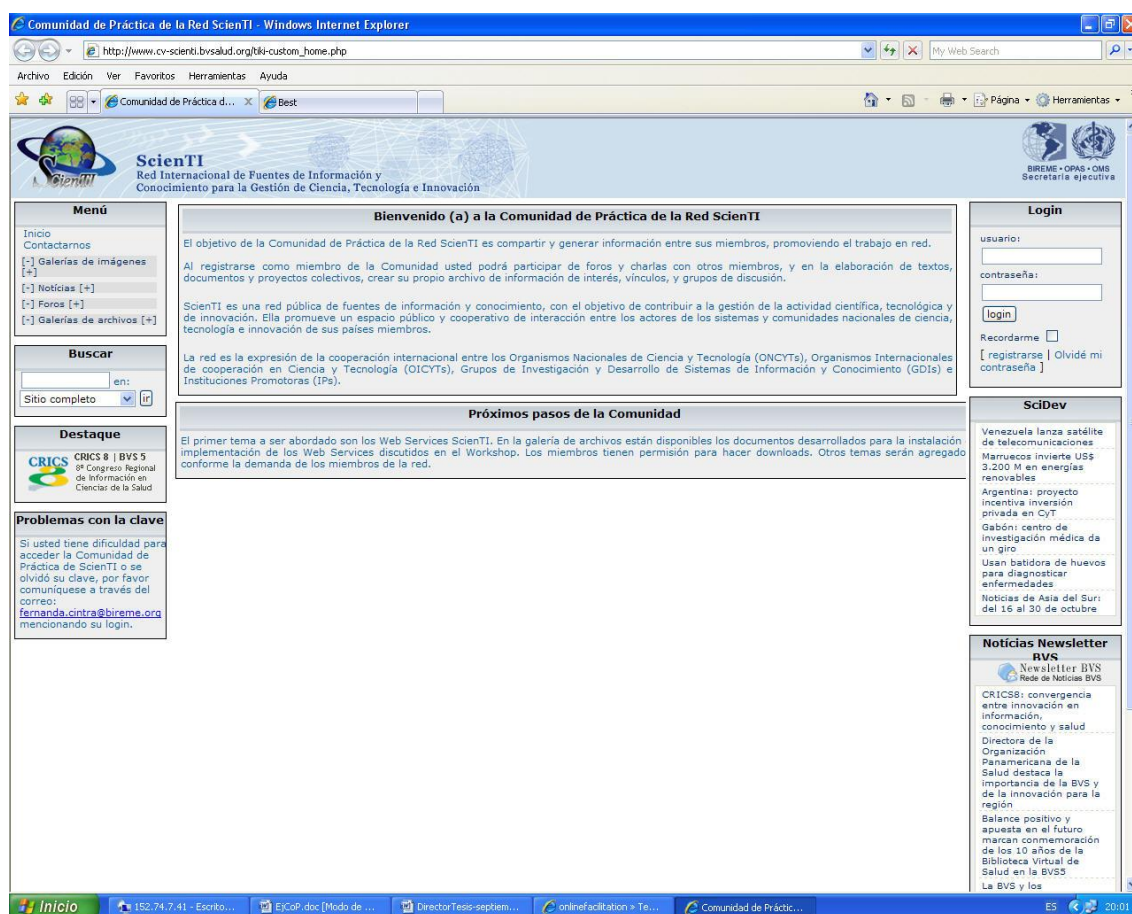 Comunidad de Práctica de la Red ScienTI - Windows Internet Explorer
http://www.cv-scienti.bvsalud.org/tiki-custom_home.php
My Web Search
Archivo Edición Ver Favoritos Herramientas Ayuda
Comunidad de Práctica d...
Best
Página
Herramientas
ScienTI
ScienTI
Red Internacional de Fuentes de Información y
Conocimiento para la Gestión de Ciencia, Tecnología e Innovación
BIREME • OPAS • OMS
Secretaria ejecutiva
Menú
Inicio
Contactarnos
[-] Galerías de imágenes
[+]
[-] Notícias [+]
[-] Foros [+]
[-] Galerías de archivos [+]
Buscar
en:
Sitio completo
ir
Destaque
CRICS
CRICS 8 | BVS 5
8º Congreso Regional
de Información en
Ciencias de la Salud
Problemas con la clave
Si usted tiene dificuldad para
acceder la Comunidad de
Práctica de ScienTI o se
olvidó su clave, por favor
comuníquese a través del
correo:
fernanda.cintra@bireme.org
mencionando su login.
Bienvenido (a) a la Comunidad de Práctica de la Red ScienTI
El objetivo de la Comunidad de Práctica de la Red ScienTI es compartir y generar información entre sus miembros, promoviendo el trabajo en red.
Al registrarse como miembro de la Comunidad usted podrá participar de foros y charlas con otros miembros, y en la elaboración de textos,
documentos y proyectos colectivos, crear su propio archivo de información de interés, vínculos, y grupos de discusión.
ScienTI es una red pública de fuentes de información y conocimiento, con el objetivo de contribuir a la gestión de la actividad científica, tecnológica y
de innovación. Ella promueve un espacio público y cooperativo de interacción entre los actores de los sistemas y comunidades nacionales de ciencia,
tecnología e innovación de sus países miembros.
La red es la expresión de la cooperación internacional entre los Organismos Nacionales de Ciencia y Tecnología (ONCYTs), Organismos Internacionales
de cooperación en Ciencia y Tecnología (OICYTs), Grupos de Investigación y Desarrollo de Sistemas de Información y Conocimiento (GDIs) e
Instituciones Promotoras (IPs).
Próximos pasos de la Comunidad
El primer tema a ser abordado son los Web Services ScienTI. En la galería de archivos están disponibles los documentos desarrollados para la instalación
implementación de los Web Services discutidos en el Workshop. Los miembros tienen permisión para hacer downloads. Otros temas serán agregado
conforme la demanda de los miembros de la red.
Login
usuario:
contraseña:
login
Recordarme
[ registrarse | Olvidé mi
contraseña ]
SciDev
Venezuela lanza satélite
de telecomunicaciones
Marruecos invierte US$
3.200 M en energías
renovables
Argentina: proyecto
incentiva inversión
privada en CyT
Gabón: centro de
investigación médica da
un giro
Usan batidora de huevos
para diagnosticar
enfermedades
Noticias de Asia del Sur:
del 16 al 30 de octubre
Notícias Newsletter
BVS
Newsletter BVS
Rede de Noticias BVS
CRICS8: convergencia
entre innovación en
información,
conocimiento y salud
Directora de la
Organización
Panamericana de la
Salud destaca la
importancia de la BVS y
de la innovación para la
región
Balance positivo y
apuesta en el futuro
marcan conmemoración
de los 10 años de la
Biblioteca Virtual de
Salud en la BVS5
La BVS y los
Inicio
152.74.7.41 - Escrito...
EjCoP.doc [Modo de ...
DirectorTesis-septiem...
onlinefacilitation » Te...
Comunidad de Práctic...
ES
20:01